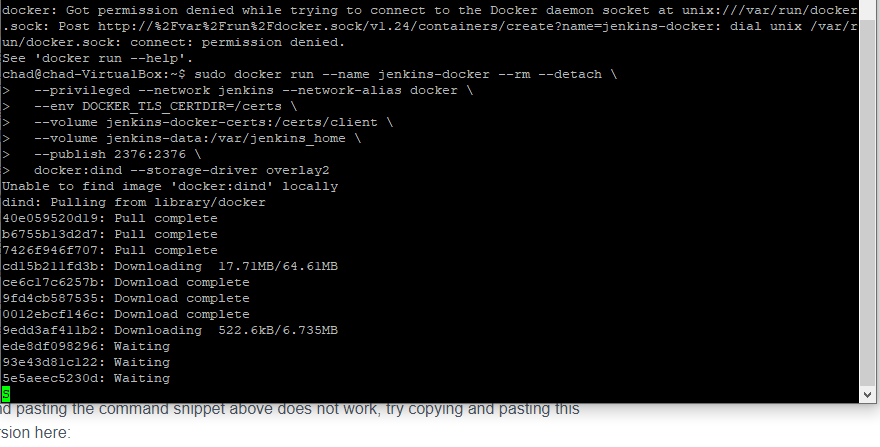 docker: Got permission denied while trying to connect to the Docker daemon socket at unix:///var/run/docker
.sock: Post http://%2Fvar%2Frun%2Fdocker.sock/v1.24/containers/create?name=jenkins-docker: dial unix /var/r
un/docker.sock: connect: permission denied.
See 'docker run --help'.
chad@chad-VirtualBox:~$ sudo docker run --name jenkins-docker --rm --detach \
>   --privileged --network jenkins --network-alias docker \
>   --env DOCKER_TLS_CERTDIR=/certs \
>   --volume jenkins-docker-certs:/certs/client \
>   --volume jenkins-data:/var/jenkins_home \
>   --publish 2376:2376 \
>   docker:dind --storage-driver overlay2
Unable to find image 'docker:dind' locally
dind: Pulling from library/docker
40e059520d19: Pull complete
b6755b13d2d7: Pull complete
7426f946f707: Pull complete
cd15b211fd3b: Downloading  17.71MB/64.61MB
ce6c17c6257b: Download complete
9fd4cb587535: Download complete
0012ebcf146c: Download complete
9edd3af411b2: Downloading  522.6kB/6.735MB
ede8df098296: Waiting
93e43d81c122: Waiting
5e5aeec5230d: Waiting
s
nd pasting the command snippet above does not work, try copying and pasting this
rsion here: